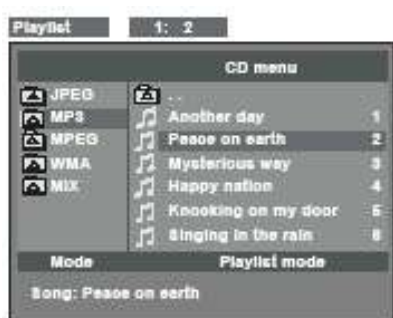 Playlist 1: 2
CD menu
JPEG ..
MP3 Another day 1
MPEG Peace on earth 2
WMA Mysterious way 3
MIX Happy nation 4
Knocking on my door 5
Singing in the rain 6
Mode Playlist mode
Song: Peace on earth